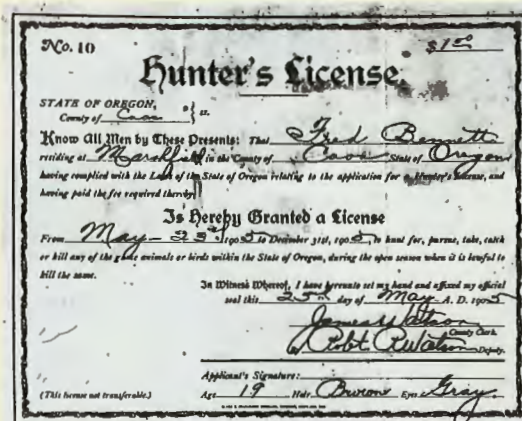 No. 10 $1.00
Hunter's License.
STATE OF OREGON,
County of Coos } ss.
Know All Men by These Presents: That Fred Bennett
residing at Marshfield in the County of Coos State of Oregon
having complied with the Laws of the State of Oregon relating to the application for a Hunter's License, and
having paid the fee required thereby,
Is Hereby Granted a License
From May 25th 1905 to December 31st, 1905, to hunt for, pursue, take, catch
or kill any of the game animals or birds within the State of Oregon, during the open season when it is lawful to
kill the same.
In Witness Whereof, I have hereunto set my hand and affixed my official
seal this 25th day of May A. D. 1905
James Watson
County Clerk.
Robt R Watson Deputy.
Applicant's Signature:
(This license not transferable.) Age 19 Hair Brown Eyes Gray